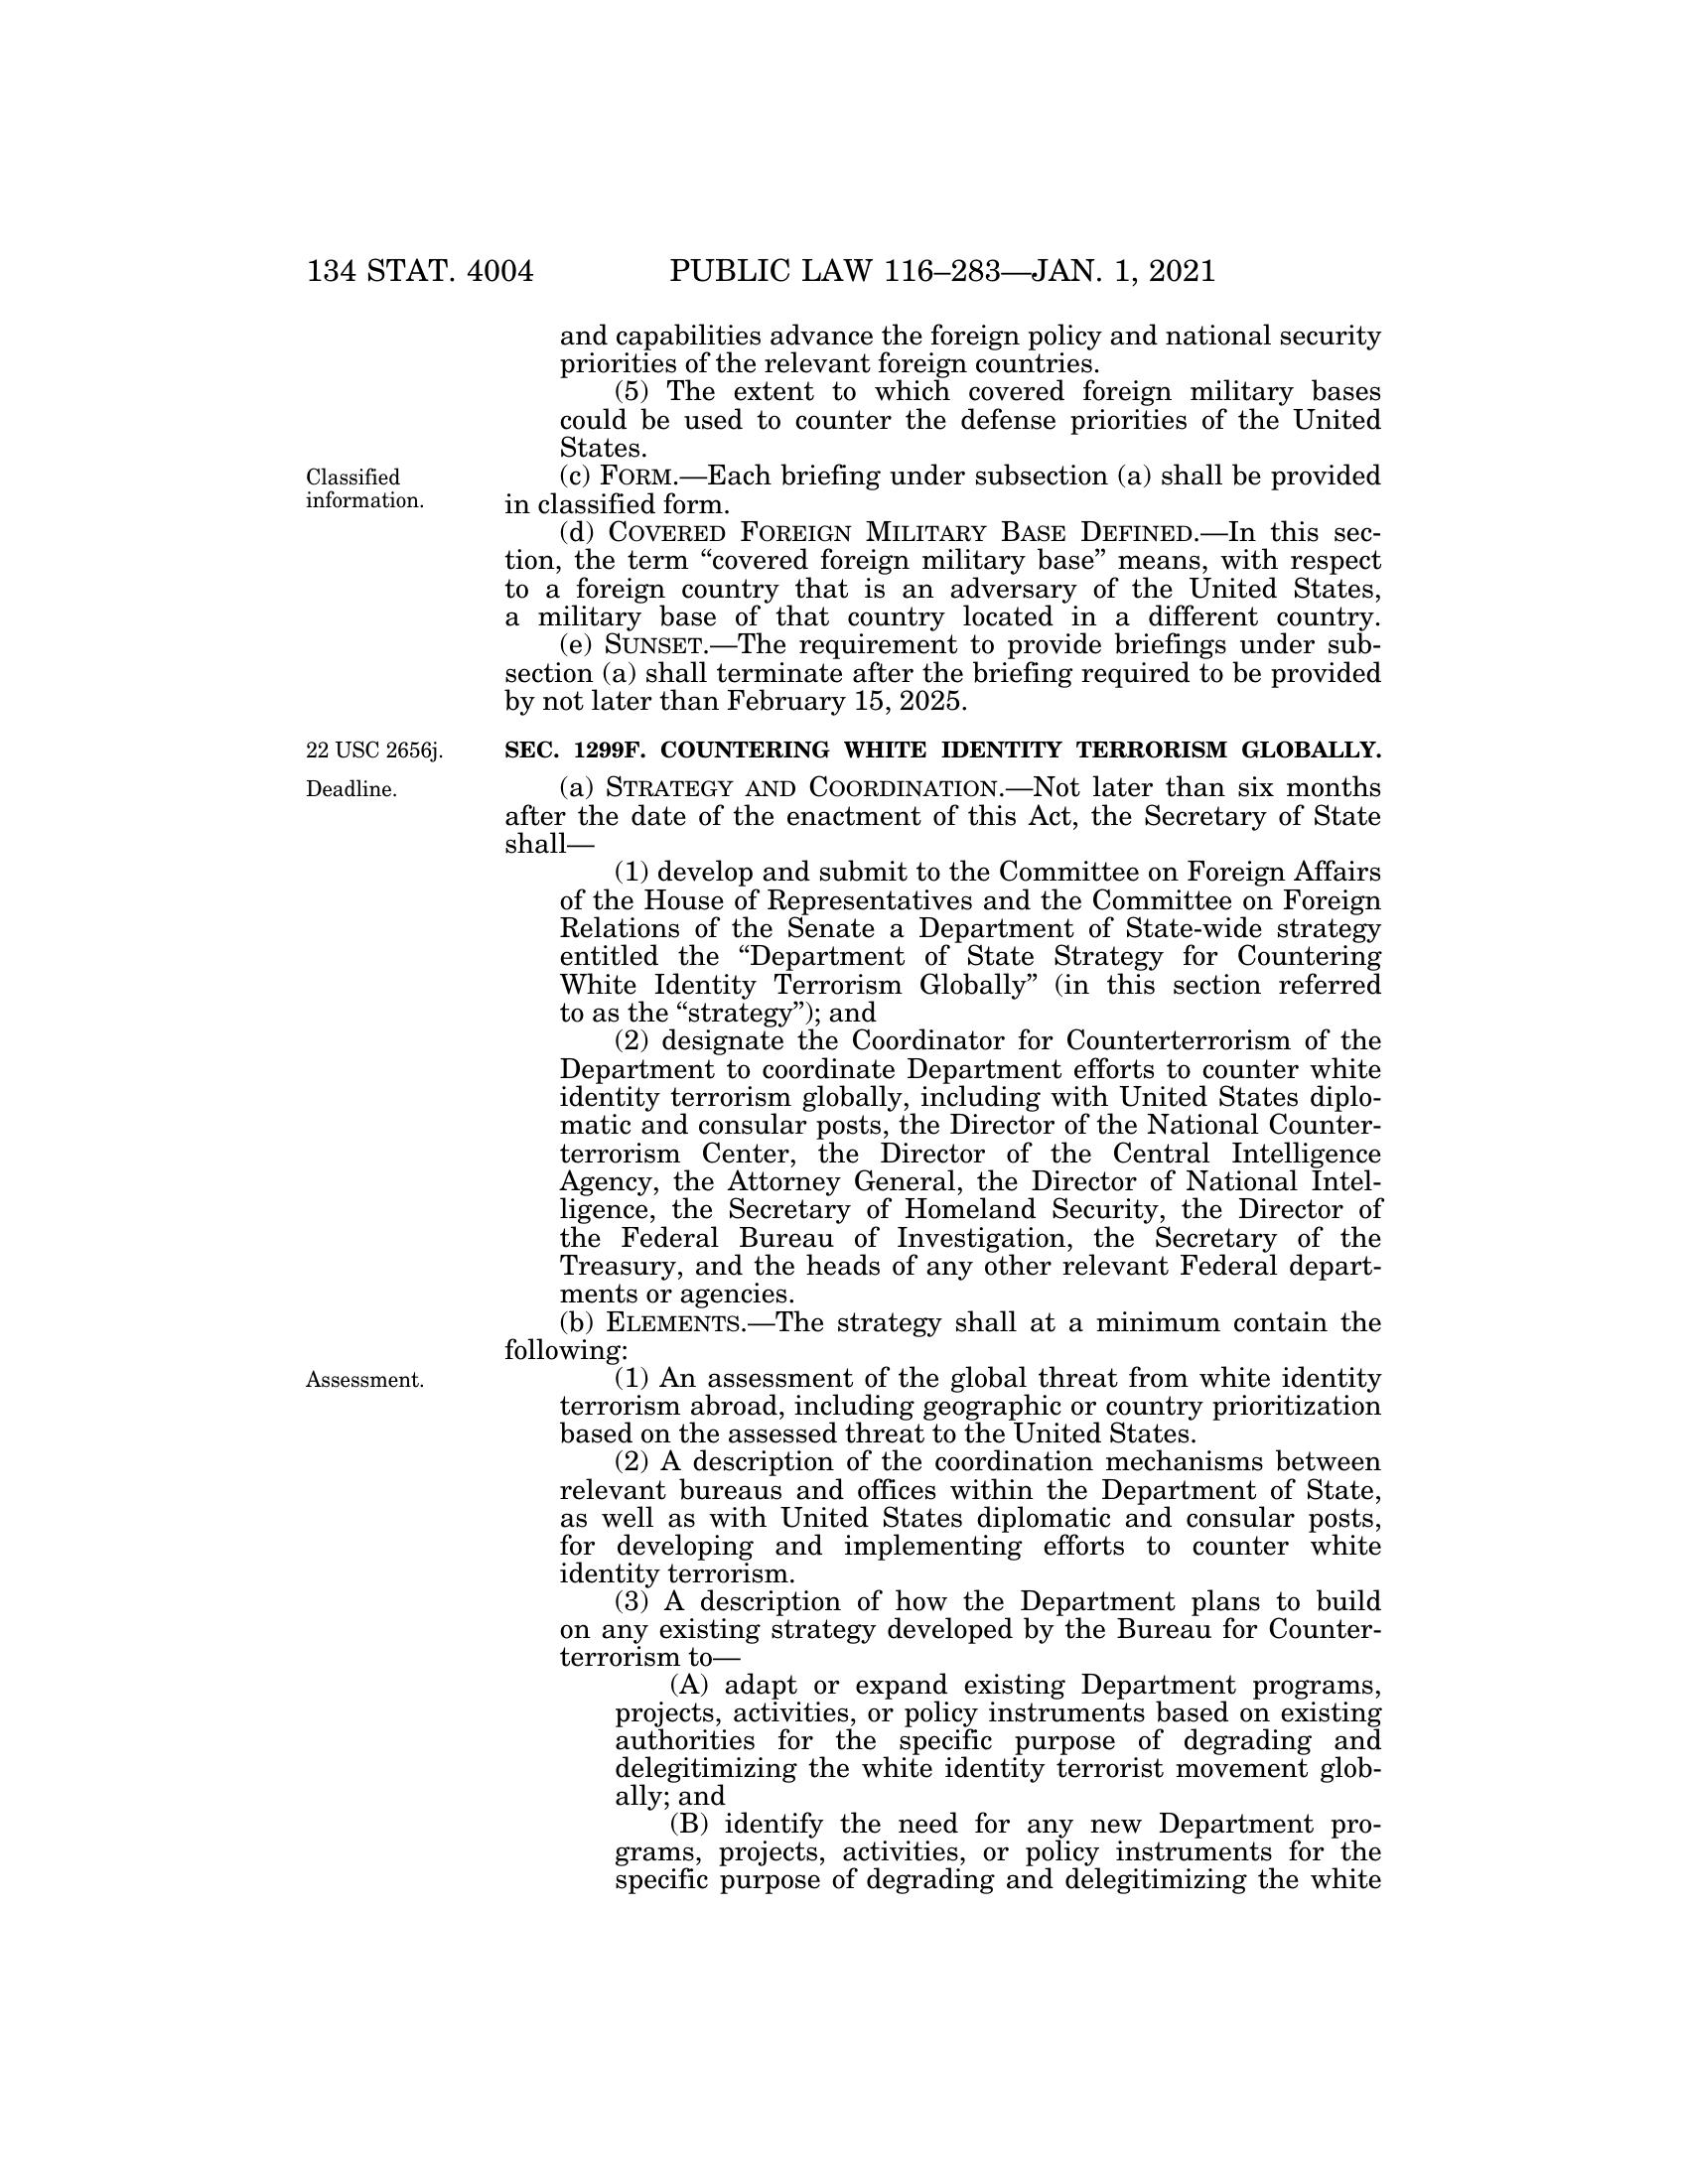 134 STAT. 4004
PUBLIC LAW 116–283—JAN. 1, 2021
and capabilities advance the foreign policy and national security
priorities of the relevant foreign countries.
(5) The extent to which covered foreign military bases
could be used to counter the defense priorities of the United
States.
Classified
information.
(c) FORM.—Each briefing under subsection (a) shall be provided
in classified form.
(d) COVERED FOREIGN MILITARY BASE DEFINED.—In this sec-
tion, the term “covered foreign military base” means, with respect
to a foreign country that is an adversary of the United States,
a military base of that country located in a different country.
(e) SUNSET.—The requirement to provide briefings under sub-
section (a) shall terminate after the briefing required to be provided
by not later than February 15, 2025.
22 USC 2656j.
SEC. 1299F. COUNTERING WHITE IDENTITY TERRORISM GLOBALLY.
Deadline.
(a) STRATEGY AND COORDINATION.—Not later than six months
after the date of the enactment of this Act, the Secretary of State
shall—
(1) develop and submit to the Committee on Foreign Affairs
of the House of Representatives and the Committee on Foreign
Relations of the Senate a Department of State-wide strategy
entitled the “Department of State Strategy for Countering
White Identity Terrorism Globally” (in this section referred
to as the “strategy”); and
(2) designate the Coordinator for Counterterrorism of the
Department to coordinate Department efforts to counter white
identity terrorism globally, including with United States diplo-
matic and consular posts, the Director of the National Counter-
terrorism Center, the Director of the Central Intelligence
Agency, the Attorney General, the Director of National Intel-
ligence, the Secretary of Homeland Security, the Director of
the Federal Bureau of Investigation, the Secretary of the
Treasury, and the heads of any other relevant Federal depart-
ments or agencies.
(b) ELEMENTS.—The strategy shall at a minimum contain the
following:
Assessment.
(1) An assessment of the global threat from white identity
terrorism abroad, including geographic or country prioritization
based on the assessed threat to the United States.
(2) A description of the coordination mechanisms between
relevant bureaus and offices within the Department of State,
as well as with United States diplomatic and consular posts,
for developing and implementing efforts to counter white
identity terrorism.
(3) A description of how the Department plans to build
on any existing strategy developed by the Bureau for Counter-
terrorism to—
(A) adapt or expand existing Department programs,
projects, activities, or policy instruments based on existing
authorities for the specific purpose of degrading and
delegitimizing the white identity terrorist movement glob-
ally; and
(B) identify the need for any new Department pro-
grams, projects, activities, or policy instruments for the
specific purpose of degrading and delegitimizing the white